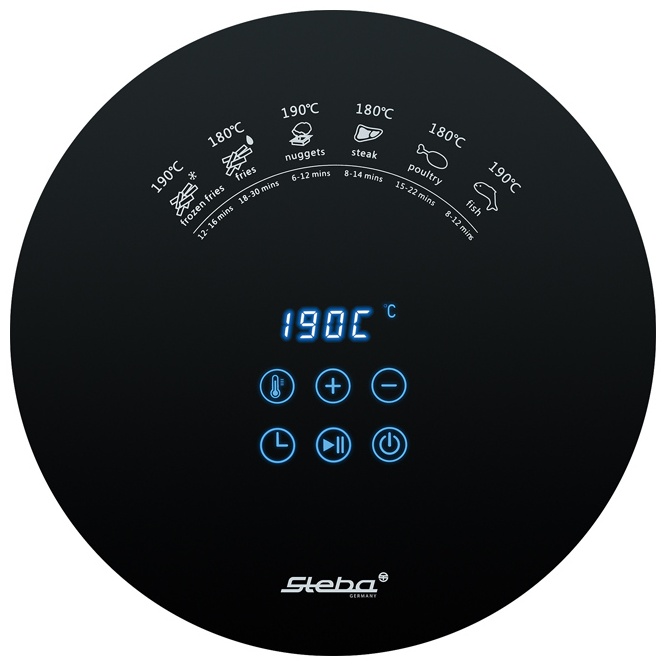 190°C
180°C
190°C
180°C
180°C
190°C
frozen fries
fries
nuggets
steak
poultry
fish
12-16 mins
18-30 mins
6-12 mins
8-14 mins
15-22 mins
8-12 mins
190C °C
Steba
GERMANY